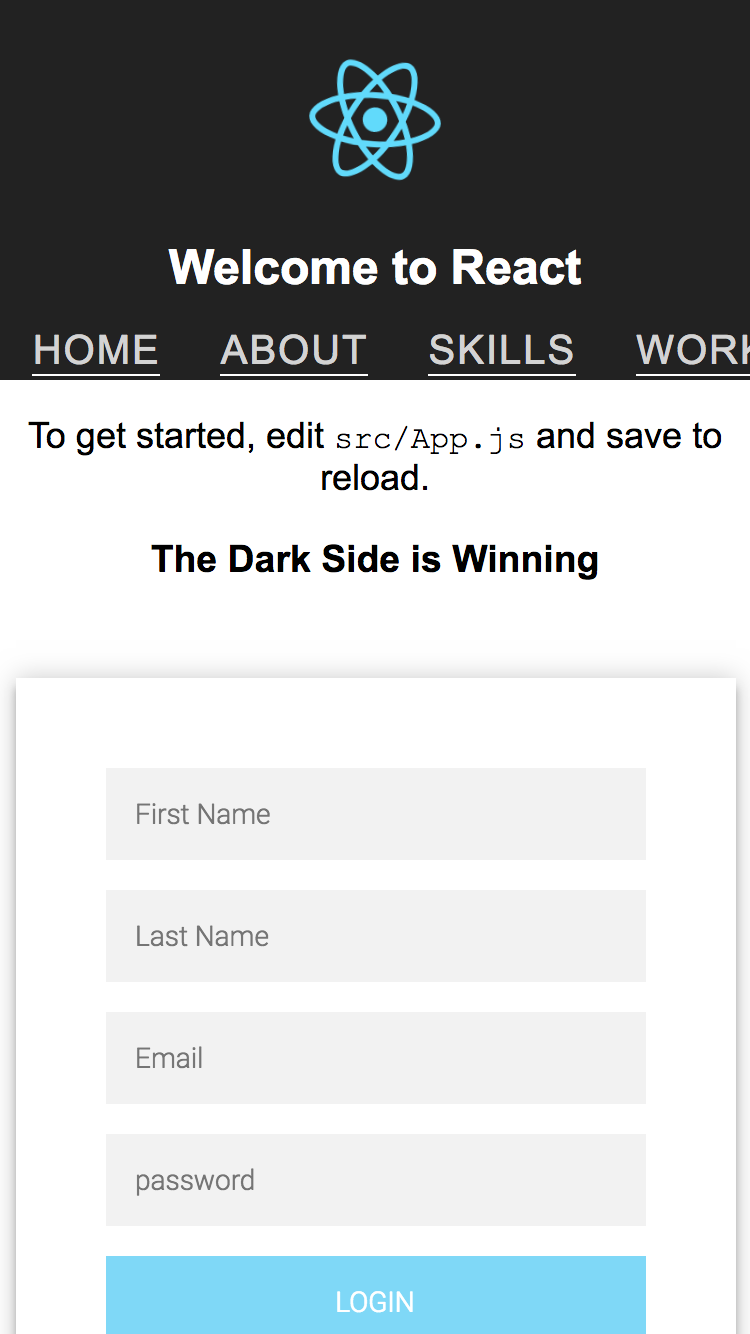 Welcome to React
HOME ABOUT SKILLS WORK
To get started, edit src/App.js and save to
reload.
The Dark Side is Winning
First Name
Last Name
Email
password
LOGIN